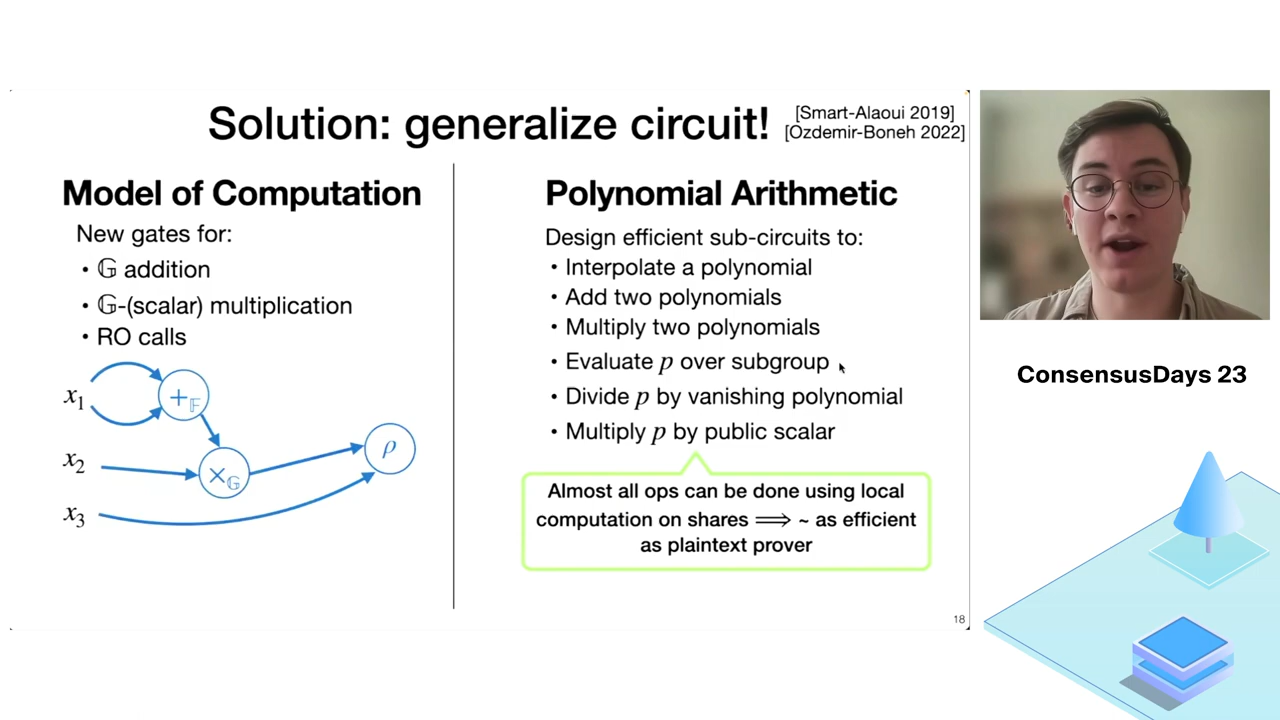 Solution: generalize circuit!
[Smart-Alaoui 2019]
[Ozdemir-Boneh 2022]
Model of Computation
New gates for:
• 𝔾 addition
• 𝔾-(scalar) multiplication
• RO calls
x₁
+𝔽
x₂
×𝔾
ρ
x₃
Polynomial Arithmetic
Design efficient sub-circuits to:
• Interpolate a polynomial
• Add two polynomials
• Multiply two polynomials
• Evaluate p over subgroup
• Divide p by vanishing polynomial
• Multiply p by public scalar
Almost all ops can be done using local
computation on shares ⟹ ~ as efficient
as plaintext prover
18
ConsensusDays 23